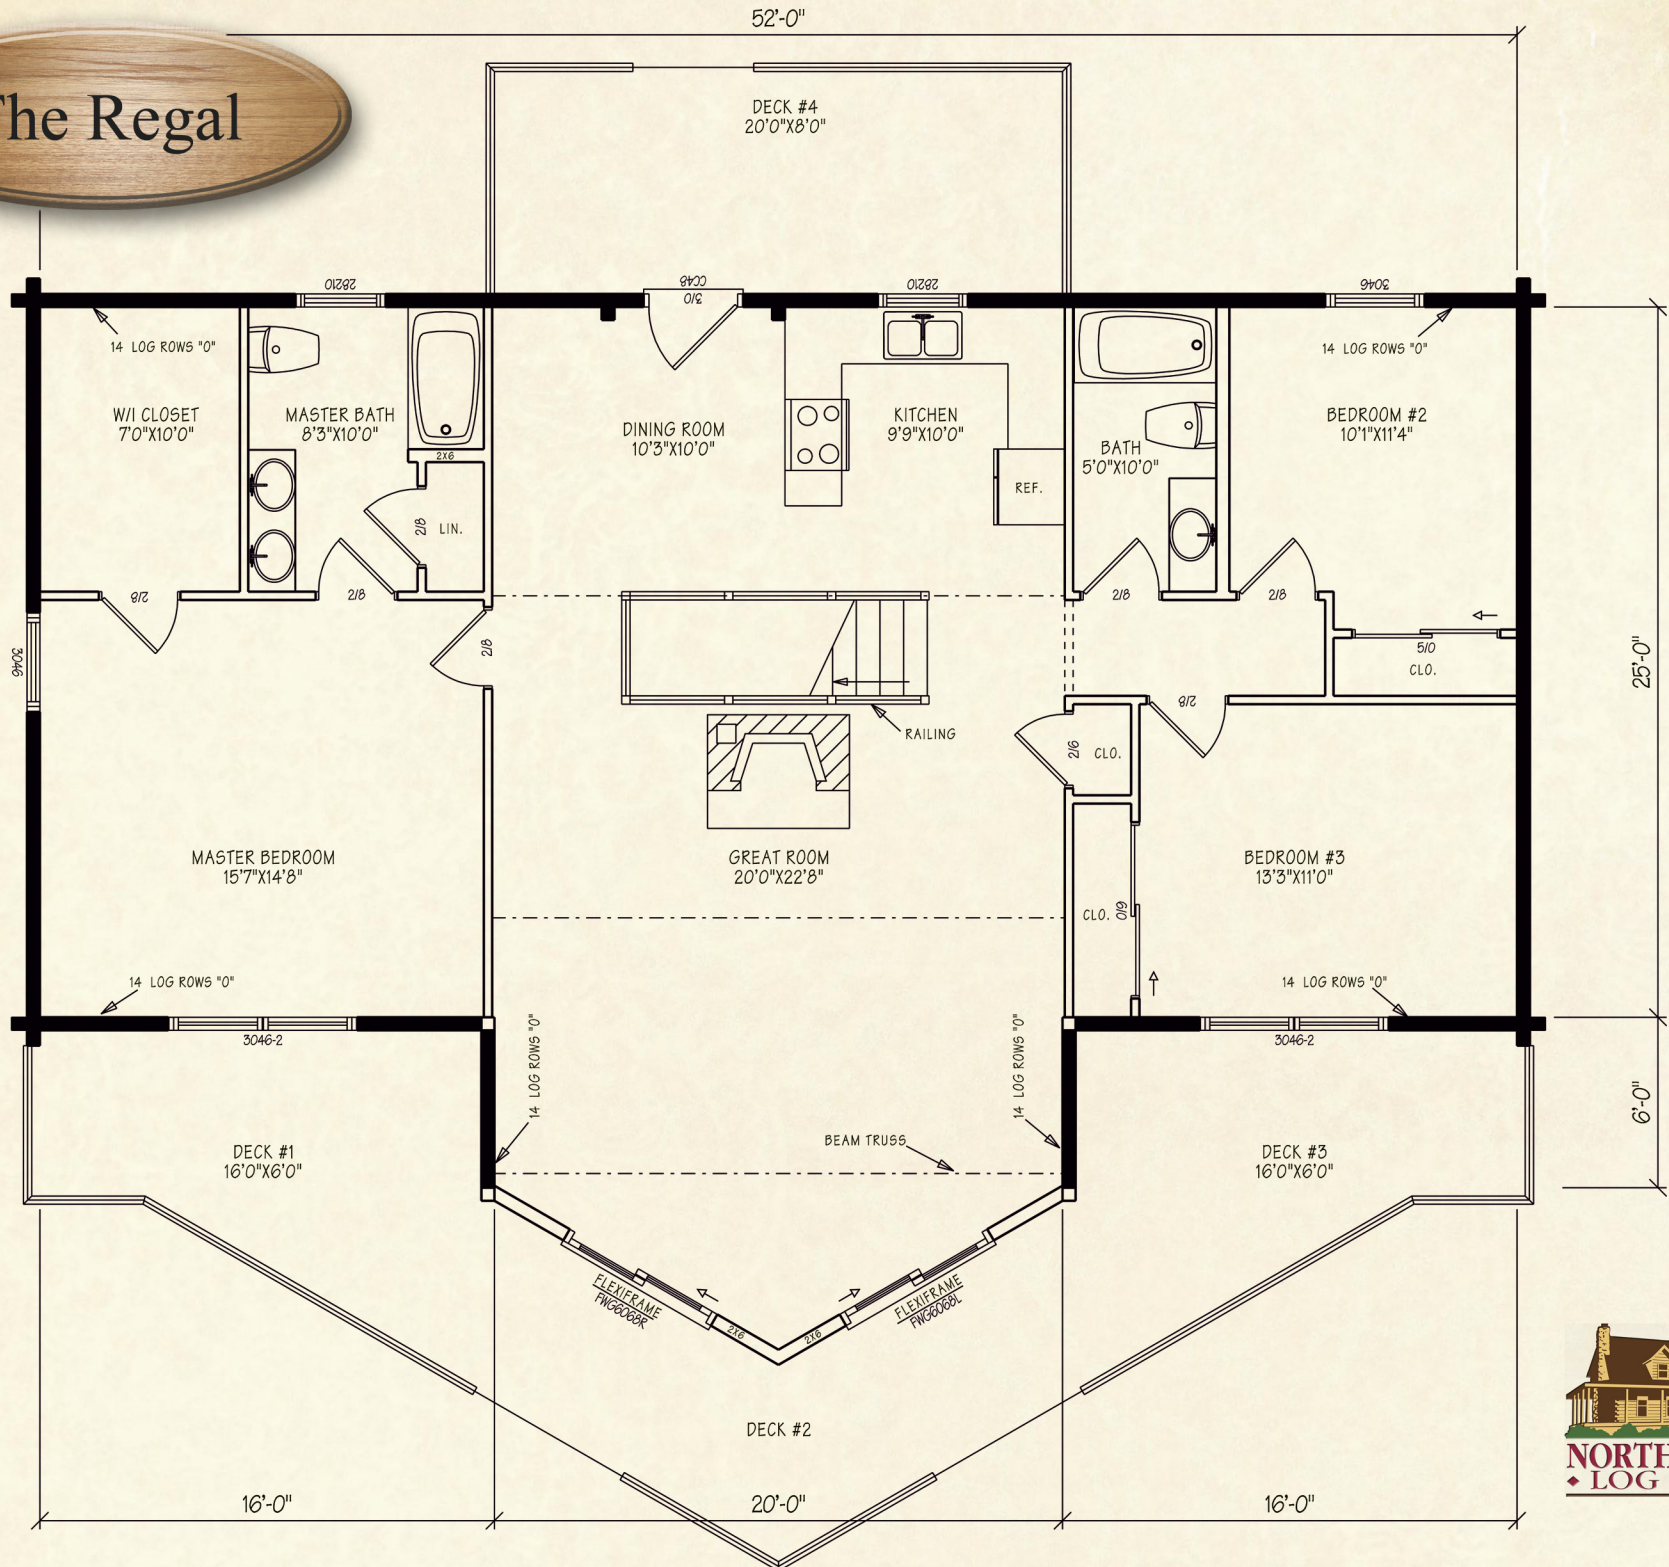 52'-0"
The Regal
DECK #4
20'0"X8'0"
28210
CC48
3/0
28210
3046
14 LOG ROWS "0"
14 LOG ROWS "0"
W/I CLOSET
7'0"X10'0"
MASTER BATH
8'3"X10'0"
DINING ROOM
10'3"X10'0"
KITCHEN
9'9"X10'0"
BATH
5'0"X10'0"
BEDROOM #2
10'1"X11'4"
2X6
REF.
2/8
LIN.
2/8
2/8
2/8
2/8
2/8
3046
5/0
CLO.
25'-0"
2/8
RAILING
2/6
CLO.
MASTER BEDROOM
15'7"X14'8"
GREAT ROOM
20'0"X22'8"
BEDROOM #3
13'3"X11'0"
CLO.
6/0
14 LOG ROWS "0"
14 LOG ROWS "0"
3046-2
3046-2
14 LOG ROWS "0"
14 LOG ROWS "0"
6'-0"
DECK #1
16'0"X6'0"
BEAM TRUSS
DECK #3
16'0"X6'0"
FLEXIFRAME
FWG6068R
FLEXIFRAME
FWG6068L
2X6
2X6
DECK #2
NORTH
LOG
16'-0"
20'-0"
16'-0"